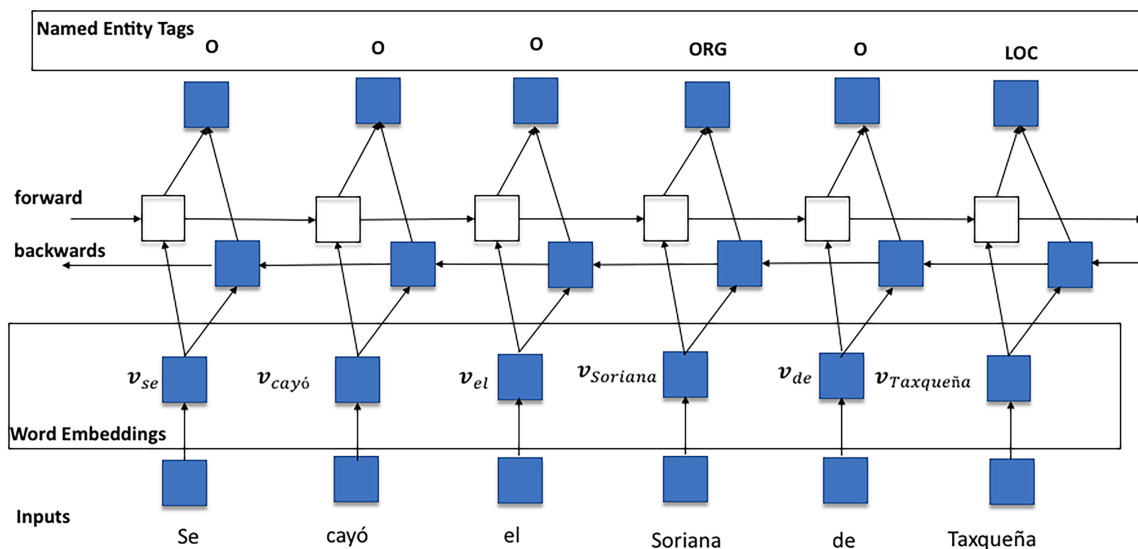 Named Entity Tags
O O O ORG O LOC
forward
backwards
v_se v_cayó v_el v_Soriana v_de v_Taxqueña
Word Embeddings
Inputs
Se cayó el Soriana de Taxqueña